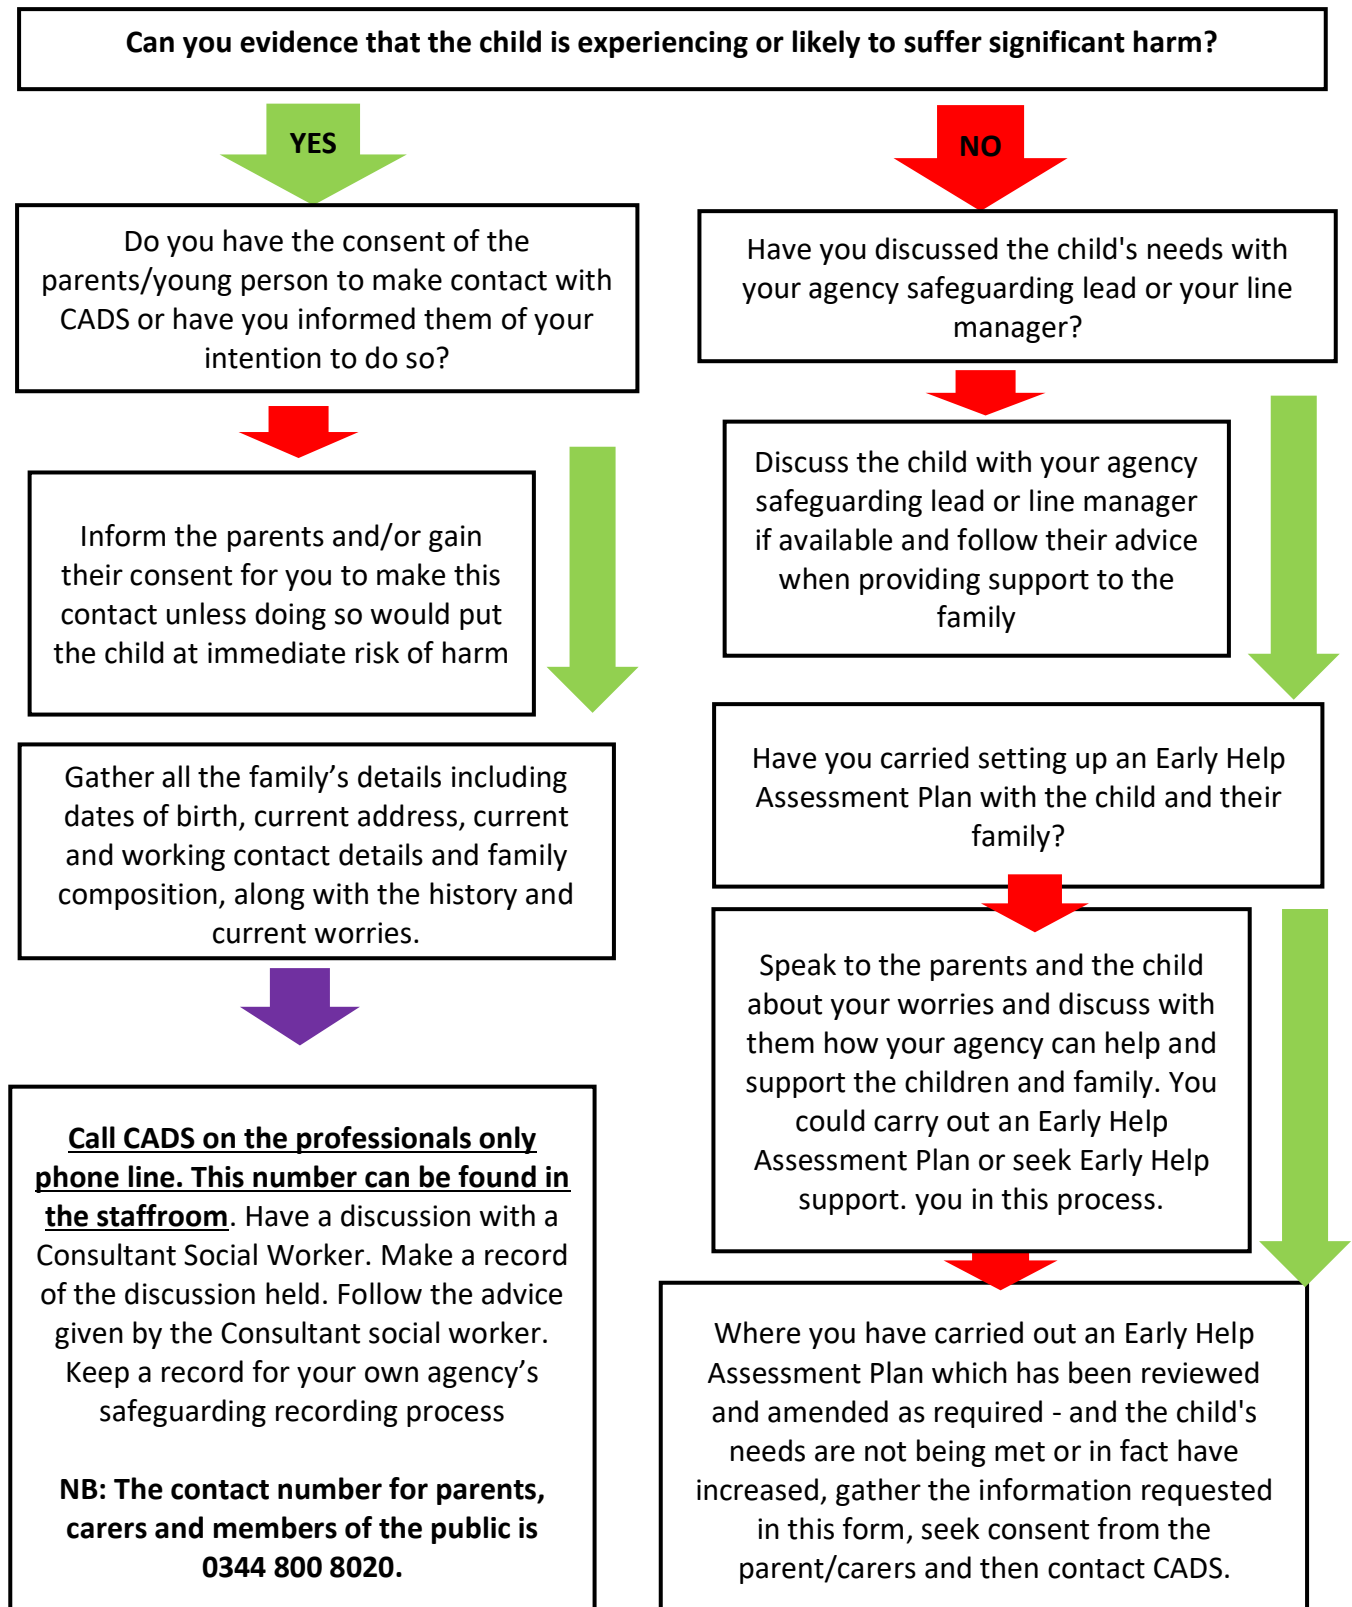 Can you evidence that the child is experiencing or likely to suffer significant harm?
YES
NO
Do you have the consent of the
parents/young person to make contact with
CADS or have you informed them of your
intention to do so?
Have you discussed the child's needs with
your agency safeguarding lead or your line
manager?
Inform the parents and/or gain
their consent for you to make this
contact unless doing so would put
the child at immediate risk of harm
Discuss the child with your agency
safeguarding lead or line manager
if available and follow their advice
when providing support to the
family
Gather all the family’s details including
dates of birth, current address, current
and working contact details and family
composition, along with the history and
current worries.
Have you carried setting up an Early Help
Assessment Plan with the child and their
family?
Speak to the parents and the child
about your worries and discuss with
them how your agency can help and
support the children and family. You
could carry out an Early Help
Assessment Plan or seek Early Help
support. you in this process.
Call CADS on the professionals only
phone line. This number can be found in
the staffroom. Have a discussion with a
Consultant Social Worker. Make a record
of the discussion held. Follow the advice
given by the Consultant social worker.
Keep a record for your own agency’s
safeguarding recording process
NB: The contact number for parents,
carers and members of the public is
0344 800 8020.
Where you have carried out an Early Help
Assessment Plan which has been reviewed
and amended as required - and the child's
needs are not being met or in fact have
increased, gather the information requested
in this form, seek consent from the
parent/carers and then contact CADS.